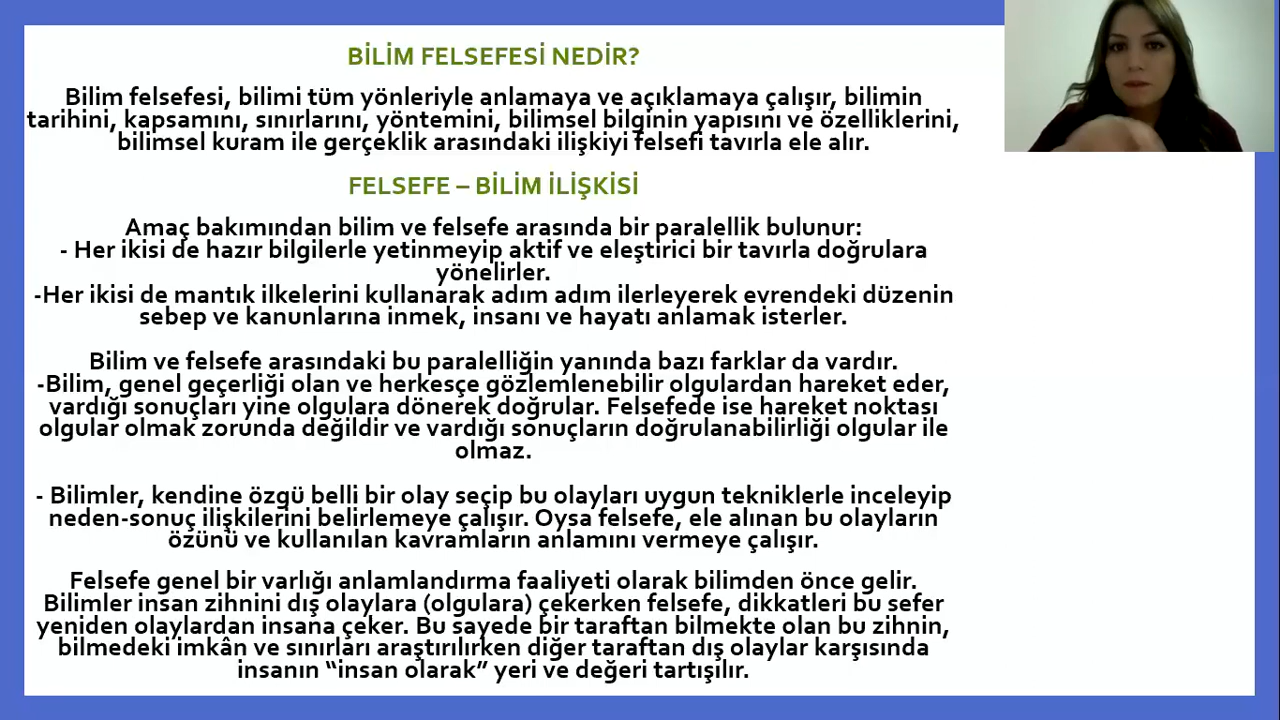 BİLİM FELSEFESİ NEDİR?
Bilim felsefesi, bilimi tüm yönleriyle anlamaya ve açıklamaya çalışır, bilimin
tarihini, kapsamını, sınırlarını, yöntemini, bilimsel bilginin yapısını ve özelliklerini,
bilimsel kuram ile gerçeklik arasındaki ilişkiyi felsefi tavırla ele alır.
FELSEFE – BİLİM İLİŞKİSİ
Amaç bakımından bilim ve felsefe arasında bir paralellik bulunur:
- Her ikisi de hazır bilgilerle yetinmeyip aktif ve eleştirici bir tavırla doğrulara
yönelirler.
-Her ikisi de mantık ilkelerini kullanarak adım adım ilerleyerek evrendeki düzenin
sebep ve kanunlarına inmek, insanı ve hayatı anlamak isterler.
Bilim ve felsefe arasındaki bu paralelliğin yanında bazı farklar da vardır.
-Bilim, genel geçerliği olan ve herkesçe gözlemlenebilir olgulardan hareket eder,
vardığı sonuçları yine olgulara dönerek doğrular. Felsefede ise hareket noktası
olgular olmak zorunda değildir ve vardığı sonuçların doğrulanabilirliği olgular ile
olmaz.
- Bilimler, kendine özgü belli bir olay seçip bu olayları uygun tekniklerle inceleyip
neden-sonuç ilişkilerini belirlemeye çalışır. Oysa felsefe, ele alınan bu olayların
özünü ve kullanılan kavramların anlamını vermeye çalışır.
Felsefe genel bir varlığı anlamlandırma faaliyeti olarak bilimden önce gelir.
Bilimler insan zihnini dış olaylara (olgulara) çekerken felsefe, dikkatleri bu sefer
yeniden olaylardan insana çeker. Bu sayede bir taraftan bilmekte olan bu zihnin,
bilmedeki imkân ve sınırları araştırılırken diğer taraftan dış olaylar karşısında
insanın “insan olarak” yeri ve değeri tartışılır.